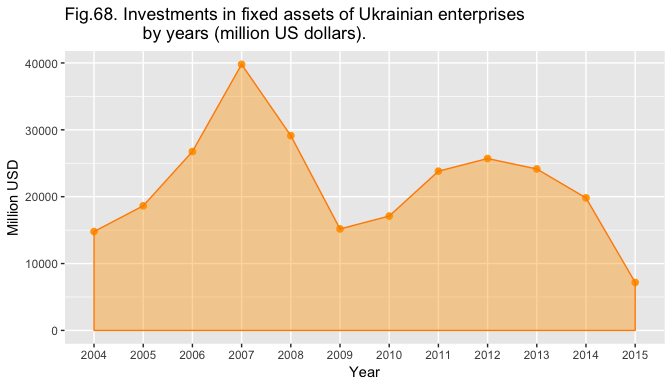 Fig.68. Investments in fixed assets of Ukrainian enterprises
by years (million US dollars).
Million USD
40000
30000
20000
10000
0
2004 2005 2006 2007 2008 2009 2010 2011 2012 2013 2014 2015
Year